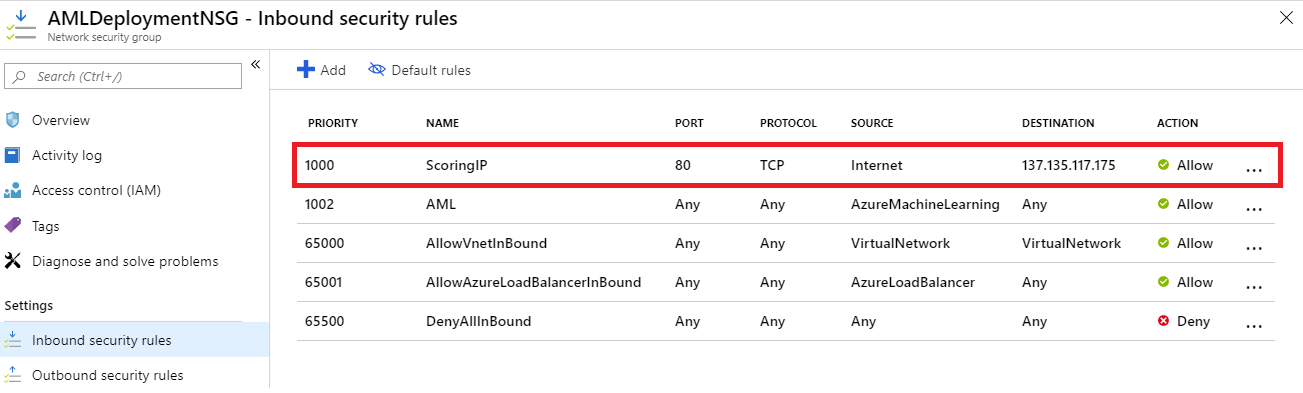 AMLDeploymentNSG - Inbound security rules
Network security group
Search (Ctrl+/)
Overview
Activity log
Access control (IAM)
Tags
Diagnose and solve problems
Settings
Inbound security rules
Outbound security rules
Add Default rules
PRIORITY NAME PORT PROTOCOL SOURCE DESTINATION ACTION
1000 ScoringIP 80 TCP Internet 137.135.117.175 Allow ...
1002 AML Any Any AzureMachineLearning Any Allow ...
65000 AllowVnetInBound Any Any VirtualNetwork VirtualNetwork Allow ...
65001 AllowAzureLoadBalancerInBound Any Any AzureLoadBalancer Any Allow ...
65500 DenyAllInBound Any Any Any Any Deny ...